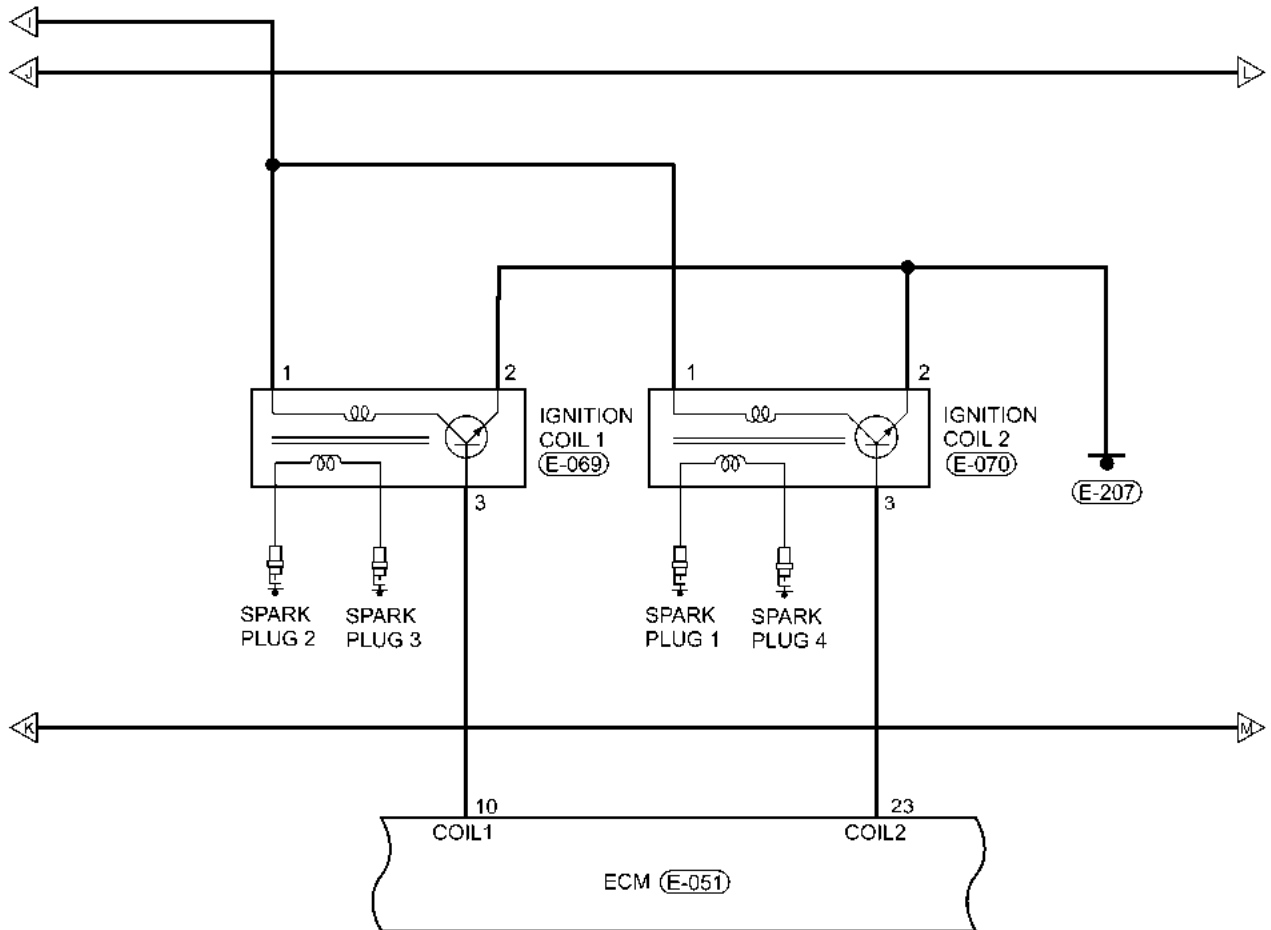 I
J
L
1
2
1
2
IGNITION
COIL 1
E-069
IGNITION
COIL 2
E-070
E-207
3
3
SPARK
PLUG 2
SPARK
PLUG 3
SPARK
PLUG 1
SPARK
PLUG 4
K
M
10
23
COIL1
COIL2
ECM E-051